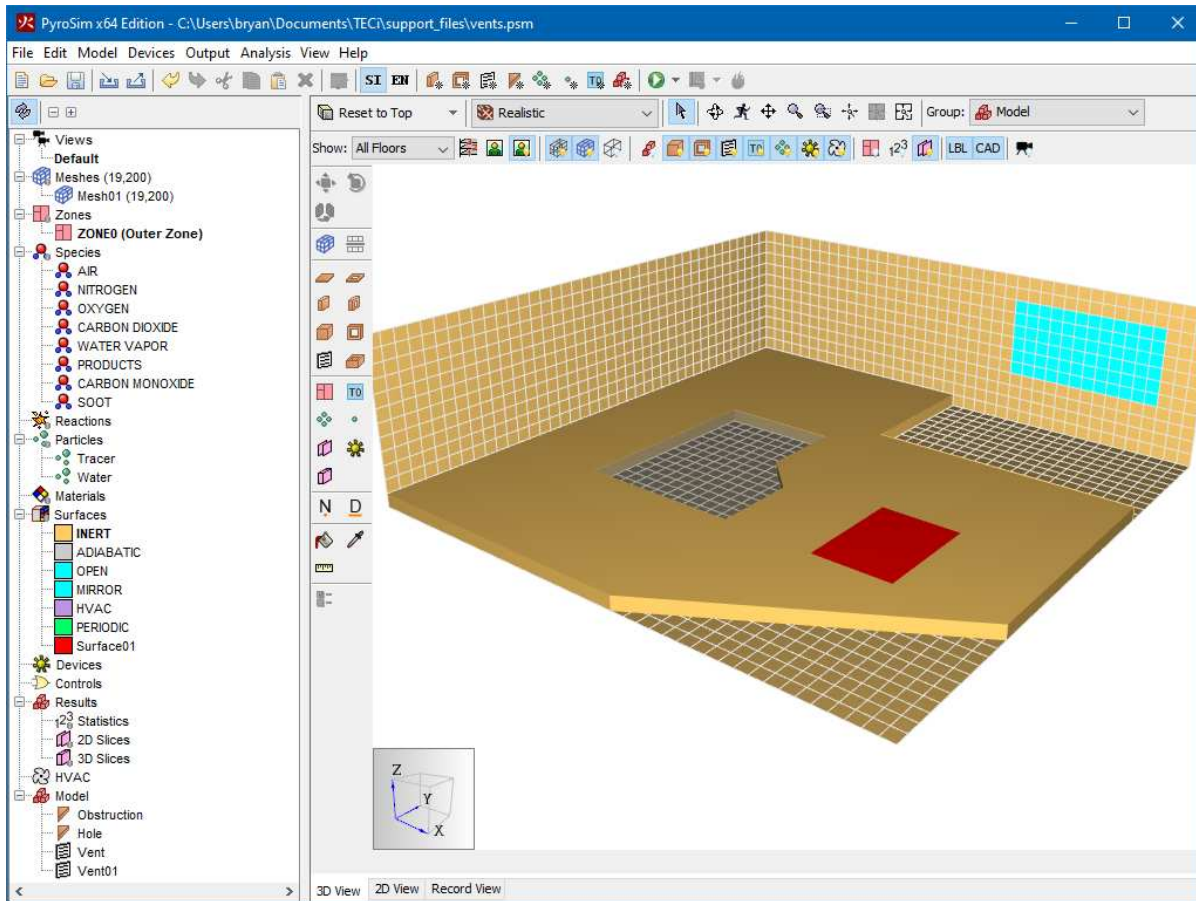 PyroSim x64 Edition - C:\Users\bryan\Documents\TECi\support_files\vents.psm
File Edit Model Devices Output Analysis View Help
SI EN
Reset to Top Realistic Group: Model
Show: All Floors LBL CAD
Views
Default
Meshes (19,200)
Mesh01 (19,200)
Zones
ZONE0 (Outer Zone)
Species
AIR
NITROGEN
OXYGEN
CARBON DIOXIDE
WATER VAPOR
PRODUCTS
CARBON MONOXIDE
SOOT
Reactions
Particles
Tracer
Water
Materials
Surfaces
INERT
ADIABATIC
OPEN
MIRROR
HVAC
PERIODIC
Surface01
Devices
Controls
Results
Statistics
2D Slices
3D Slices
HVAC
Model
Obstruction
Hole
Vent
Vent01
N D
Z
Y
X
3D View 2D View Record View